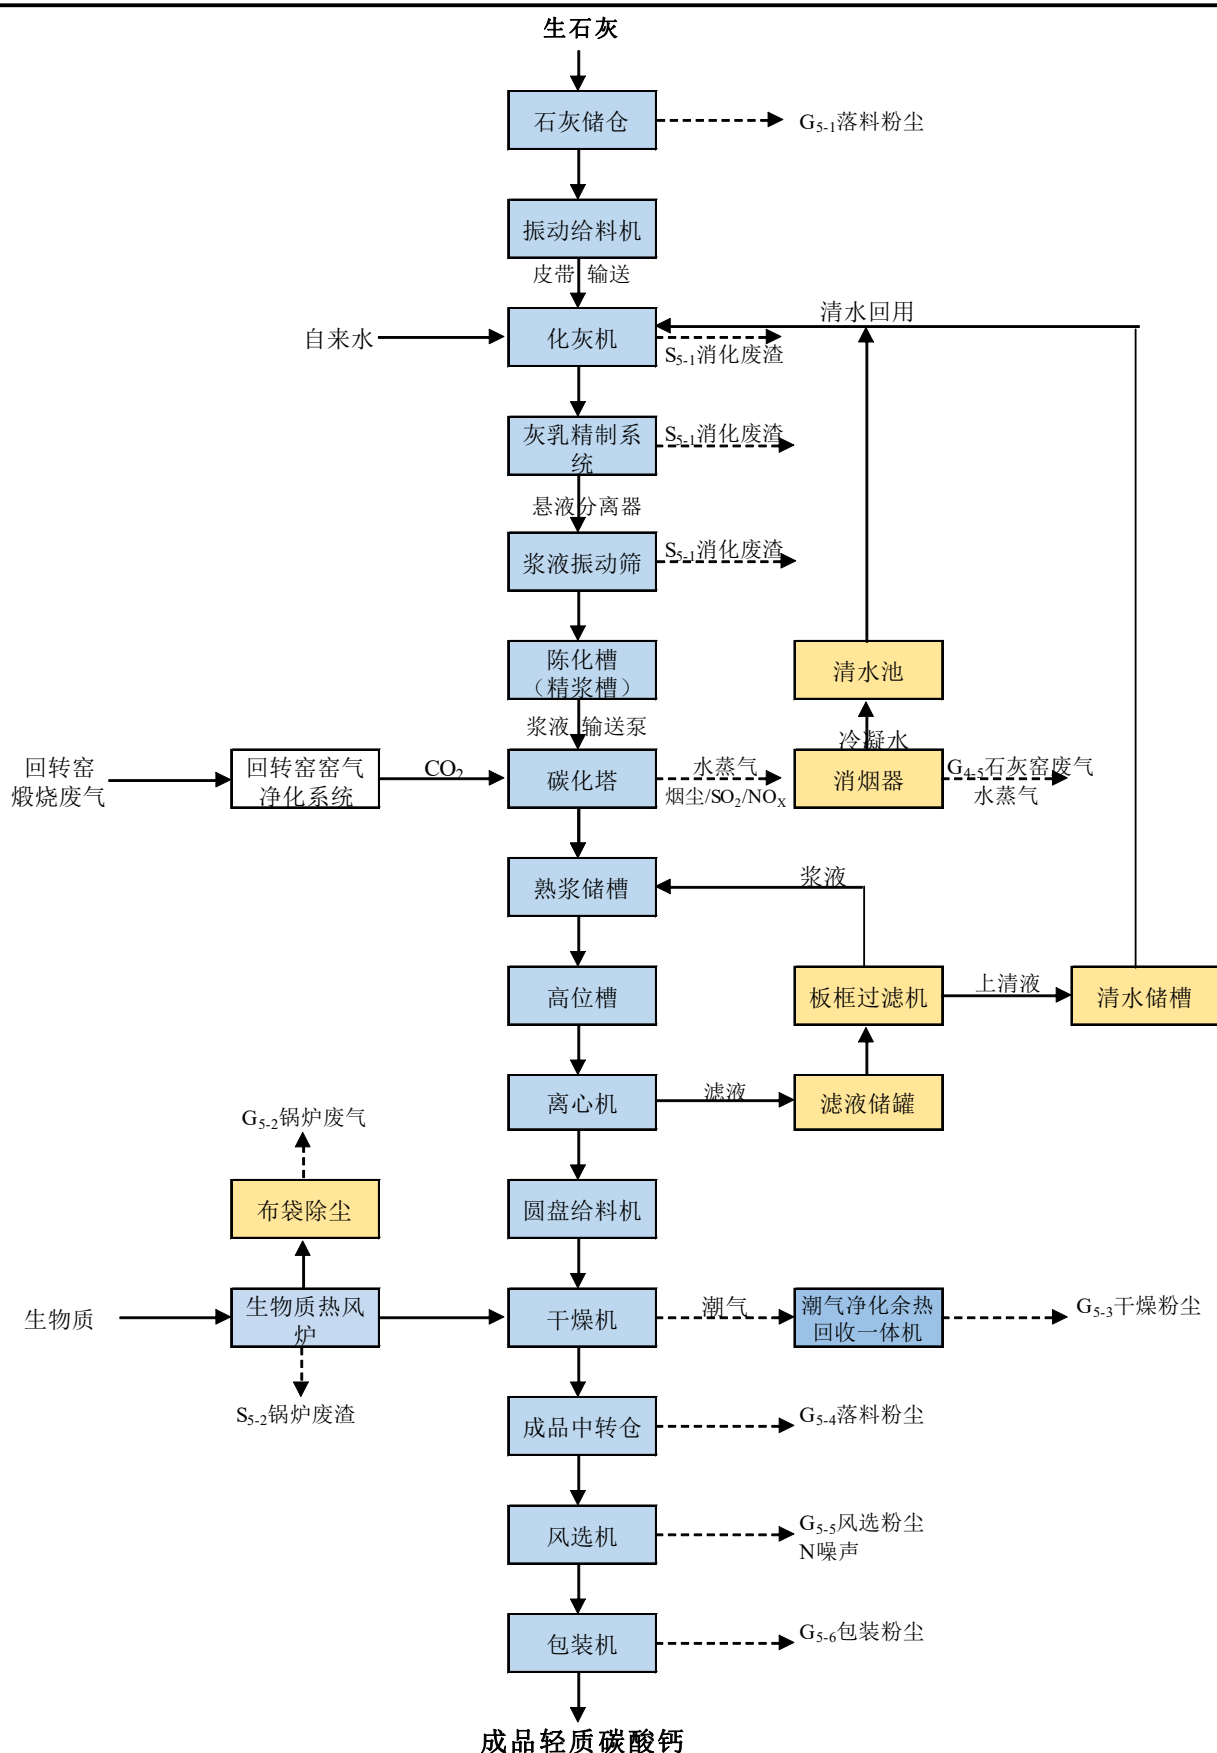 生石灰
石灰储仓
G5-1落料粉尘
振动给料机
皮带 输送
清水回用
自来水
化灰机
S5-1消化废渣
灰乳精制系
统
S5-1消化废渣
悬液分离器
浆液振动筛
S5-1消化废渣
陈化槽
（精浆槽）
清水池
浆液 输送泵
冷凝水
回转窑
煅烧废气
回转窑窑气
净化系统
CO2
碳化塔
水蒸气
烟尘/SO2/NOX
消烟器
G4-5石灰窑废气
水蒸气
熟浆储槽
浆液
高位槽
板框过滤机
上清液
清水储槽
离心机
滤液
滤液储罐
G5-2锅炉废气
布袋除尘
圆盘给料机
生物质
生物质热风
炉
干燥机
潮气
潮气净化余热
回收一体机
G5-3干燥粉尘
S5-2锅炉废渣
成品中转仓
G5-4落料粉尘
风选机
G5-5风选粉尘
N噪声
包装机
G5-6包装粉尘
成品轻质碳酸钙